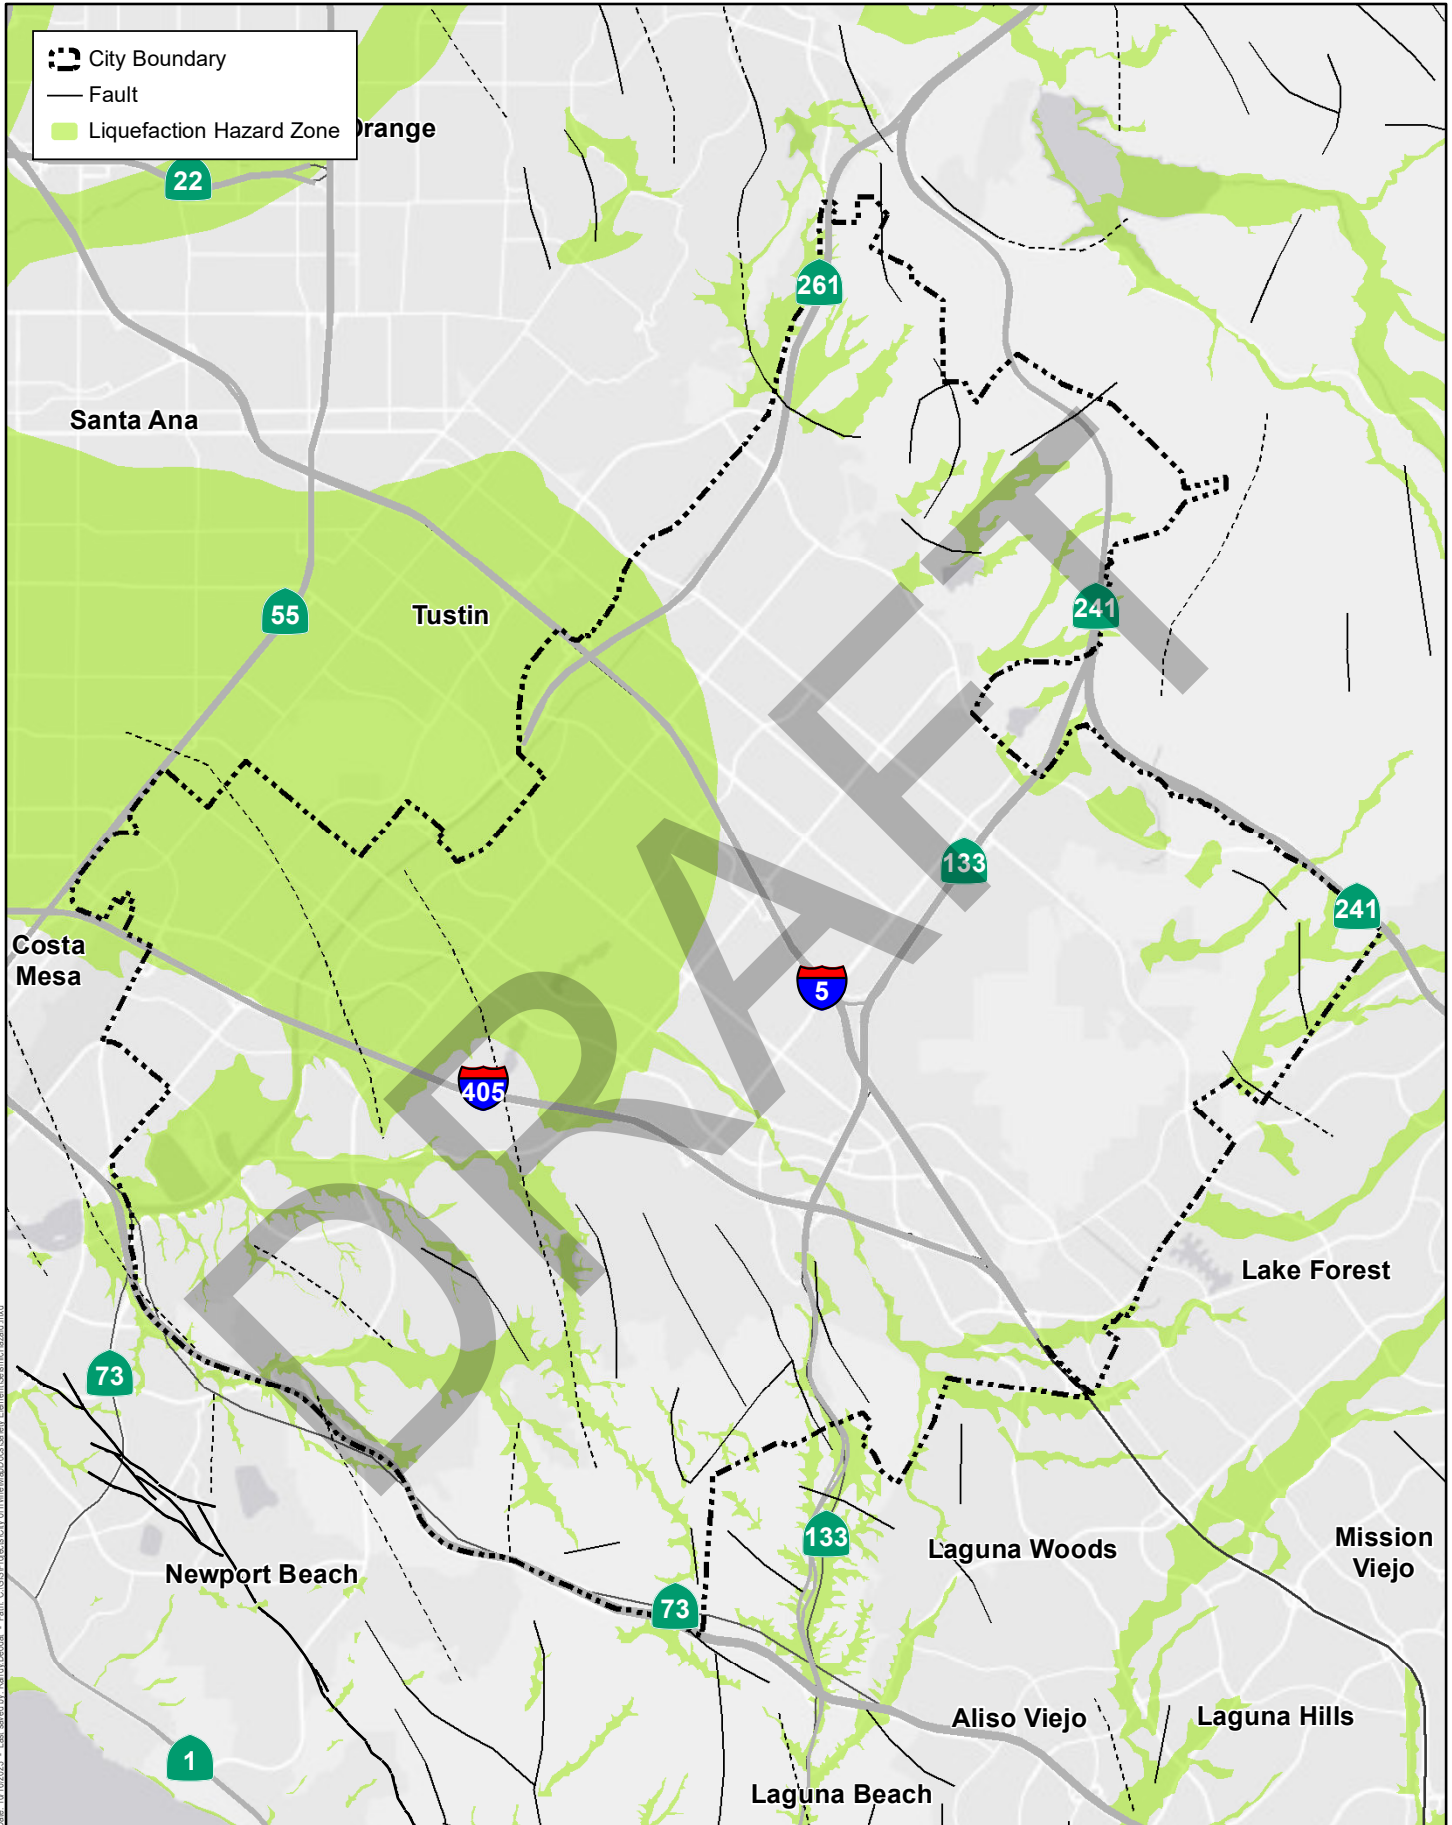 City Boundary
Fault
Liquefaction Hazard Zone
Orange
22
261
Santa Ana
55
Tustin
241
133
241
Costa
Mesa
5
405
DRAFT
Lake Forest
73
133
Laguna Woods
Mission
Viejo
Newport Beach
73
Aliso Viejo
Laguna Hills
1
Laguna Beach